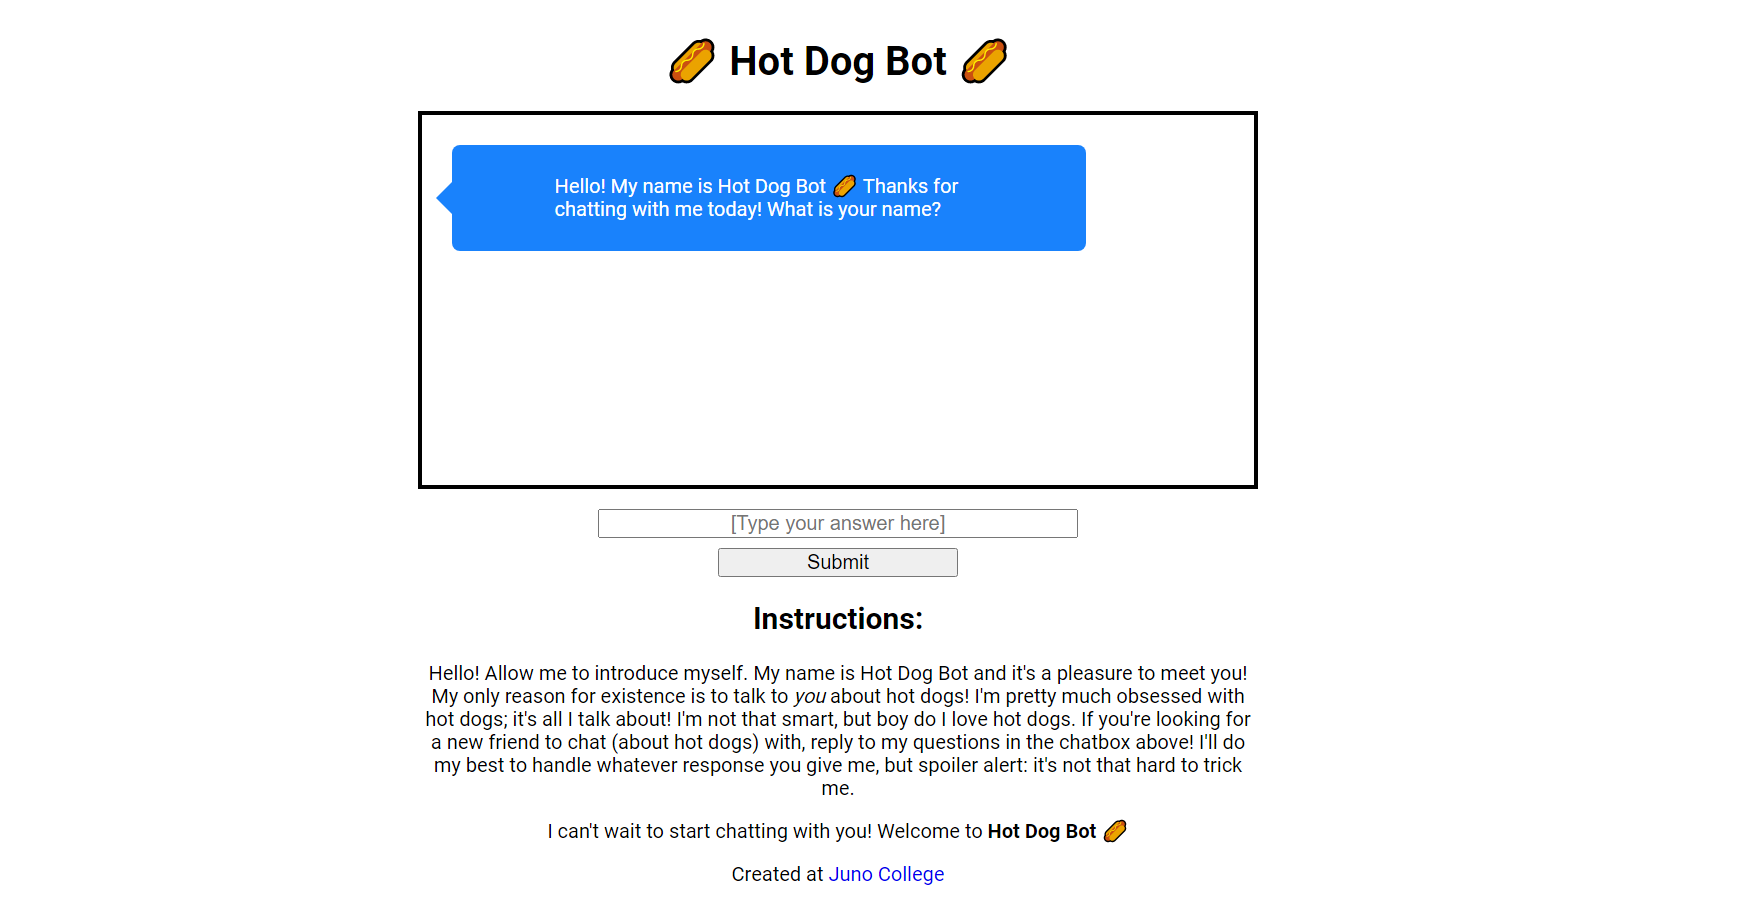 🌭 Hot Dog Bot 🌭
Hello! My name is Hot Dog Bot 🌭 Thanks for
chatting with me today! What is your name?
[Type your answer here]
Submit
Instructions:
Hello! Allow me to introduce myself. My name is Hot Dog Bot and it's a pleasure to meet you!
My only reason for existence is to talk to you about hot dogs! I'm pretty much obsessed with
hot dogs; it's all I talk about! I'm not that smart, but boy do I love hot dogs. If you're looking for
a new friend to chat (about hot dogs) with, reply to my questions in the chatbox above! I'll do
my best to handle whatever response you give me, but spoiler alert: it's not that hard to trick
me.
I can't wait to start chatting with you! Welcome to Hot Dog Bot 🌭
Created at Juno College